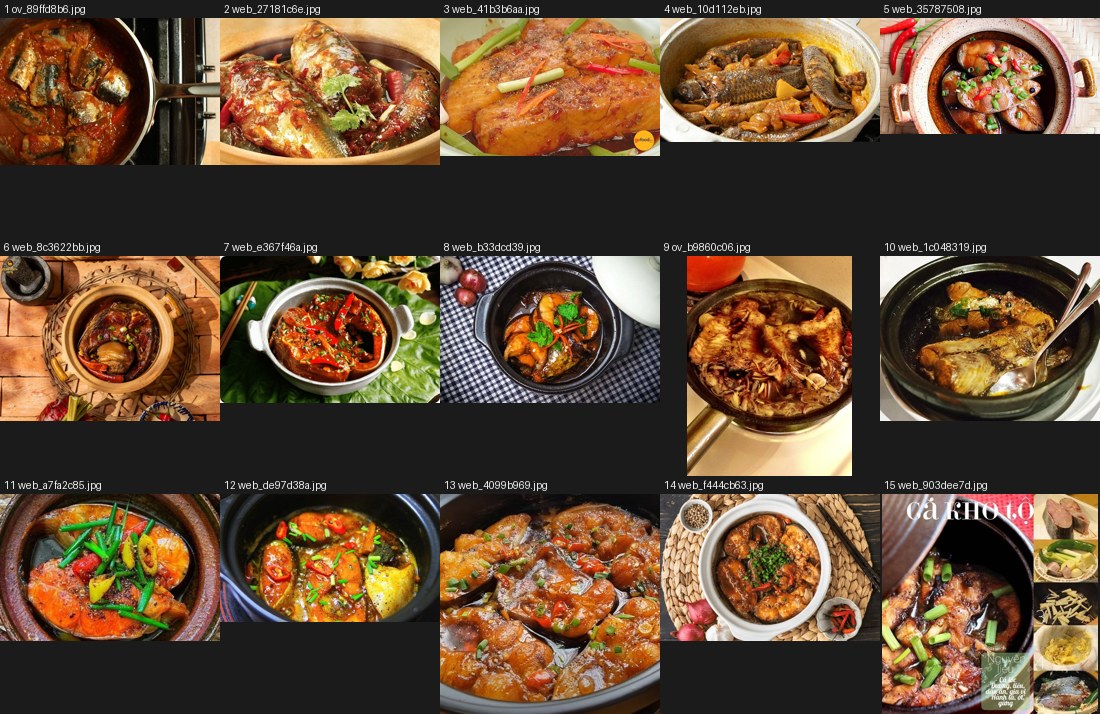 1 ov_89ffd8b6.jpg
2 web_27181c6e.jpg
3 web_41b3b6aa.jpg
4 web_10d112eb.jpg
5 web_35787508.jpg
6 web_8c3622bb.jpg
7 web_e367f46a.jpg
8 web_b33dcd39.jpg
9 ov_b9860c06.jpg
10 web_1c048319.jpg
11 web_a7fa2c85.jpg
12 web_de97d38a.jpg
13 web_4099b969.jpg
14 web_f444cb63.jpg
15 web_903dee7d.jpg
cá kho tộ
Nguyên
liệu